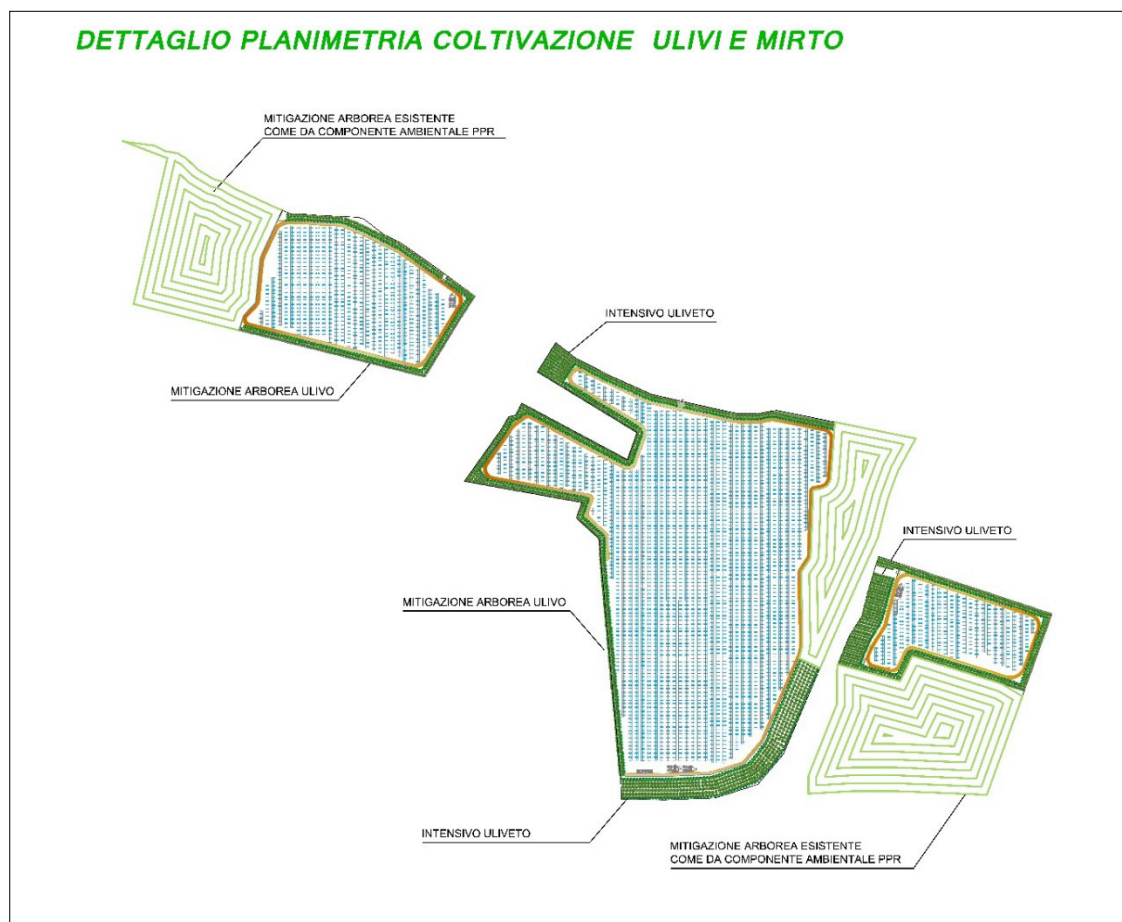 DETTAGLIO PLANIMETRIA COLTIVAZIONE ULIVI E MIRTO
MITIGAZIONE ARBOREA ESISTENTE
COME DA COMPONENTE AMBIENTALE PPR
INTENSIVO ULIVETO
MITIGAZIONE ARBOREA ULIVO
INTENSIVO ULIVETO
MITIGAZIONE ARBOREA ULIVO
INTENSIVO ULIVETO
MITIGAZIONE ARBOREA ESISTENTE
COME DA COMPONENTE AMBIENTALE PPR